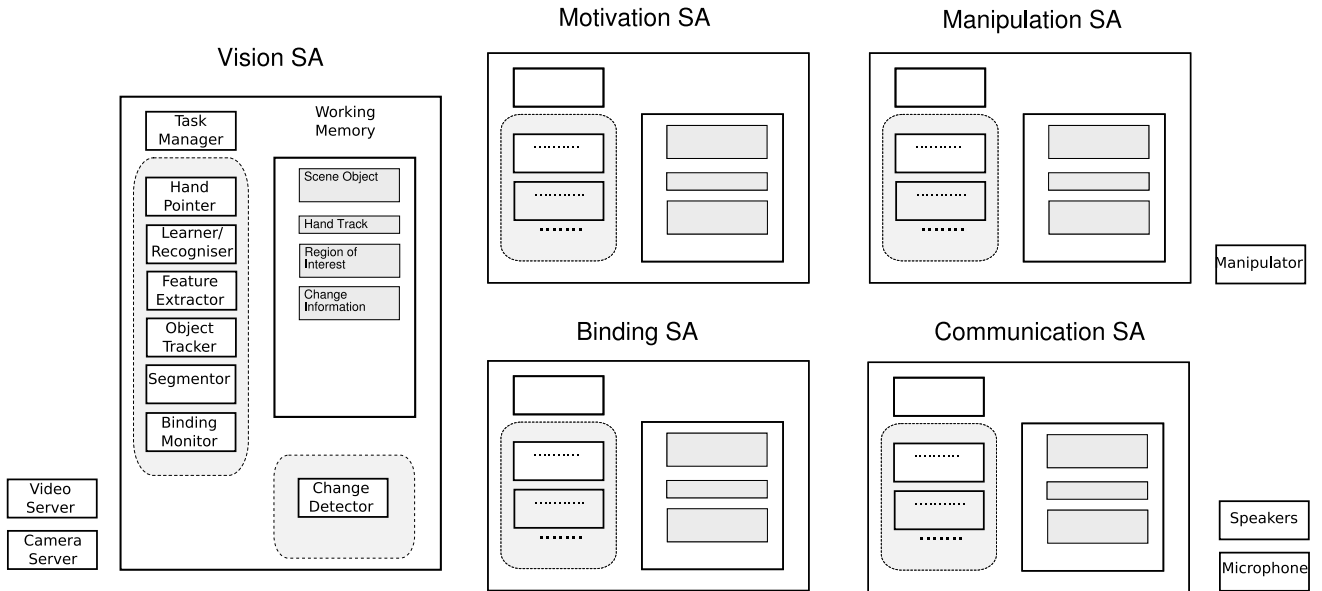 Motivation SA
Manipulation SA
Vision SA
Task
Manager
Working
Memory
Hand
Pointer
Learner/
Recogniser
Feature
Extractor
Object
Tracker
Segmentor
Binding
Monitor
Scene Object
Hand Track
Region of
Interest
Change
Information
Change
Detector
Video
Server
Camera
Server
..........
...........
.......
..........
...........
.......
Manipulator
Binding SA
Communication SA
..........
...........
.......
..........
...........
.......
Speakers
Microphone